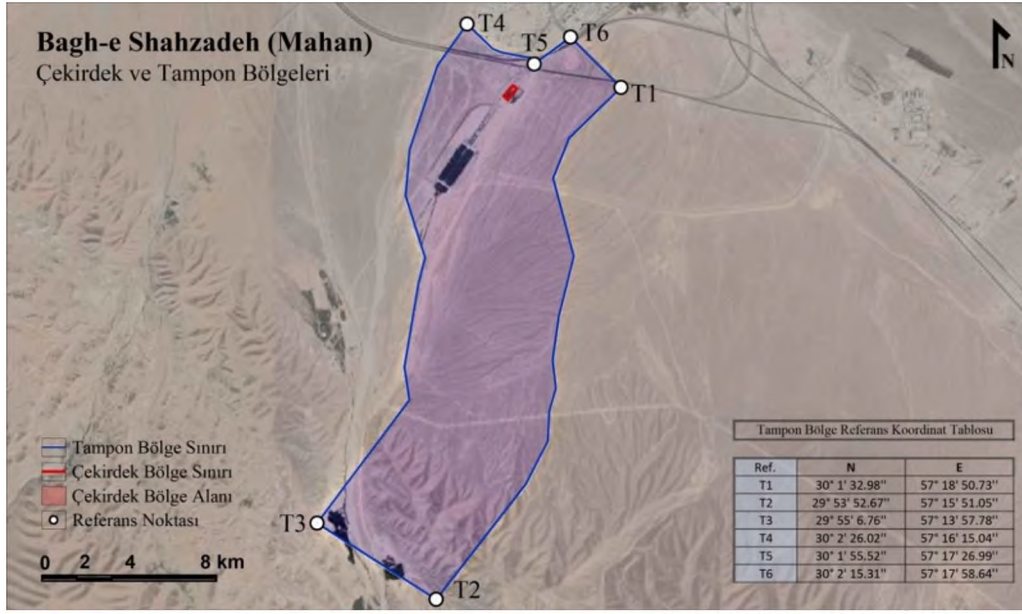 Bagh-e Shahzadeh (Mahan)
Çekirdek ve Tampon Bölgeleri
T4
T5
T6
T1
N
T3
T2
Tampon Bölge Sınırı
Çekirdek Bölge Sınırı
Çekirdek Bölge Alanı
Referans Noktası
0 2 4 8 km
Tampon Bölge Referans Koordinat Tablosu
Ref. N E
T1 30° 1' 32.98'' 57° 18' 50.73''
T2 29° 53' 52.67'' 57° 15' 51.05''
T3 29° 55' 6.76'' 57° 13' 57.78''
T4 30° 2' 26.02'' 57° 16' 15.04''
T5 30° 1' 55.52'' 57° 17' 26.99''
T6 30° 2' 15.31'' 57° 17' 58.64''